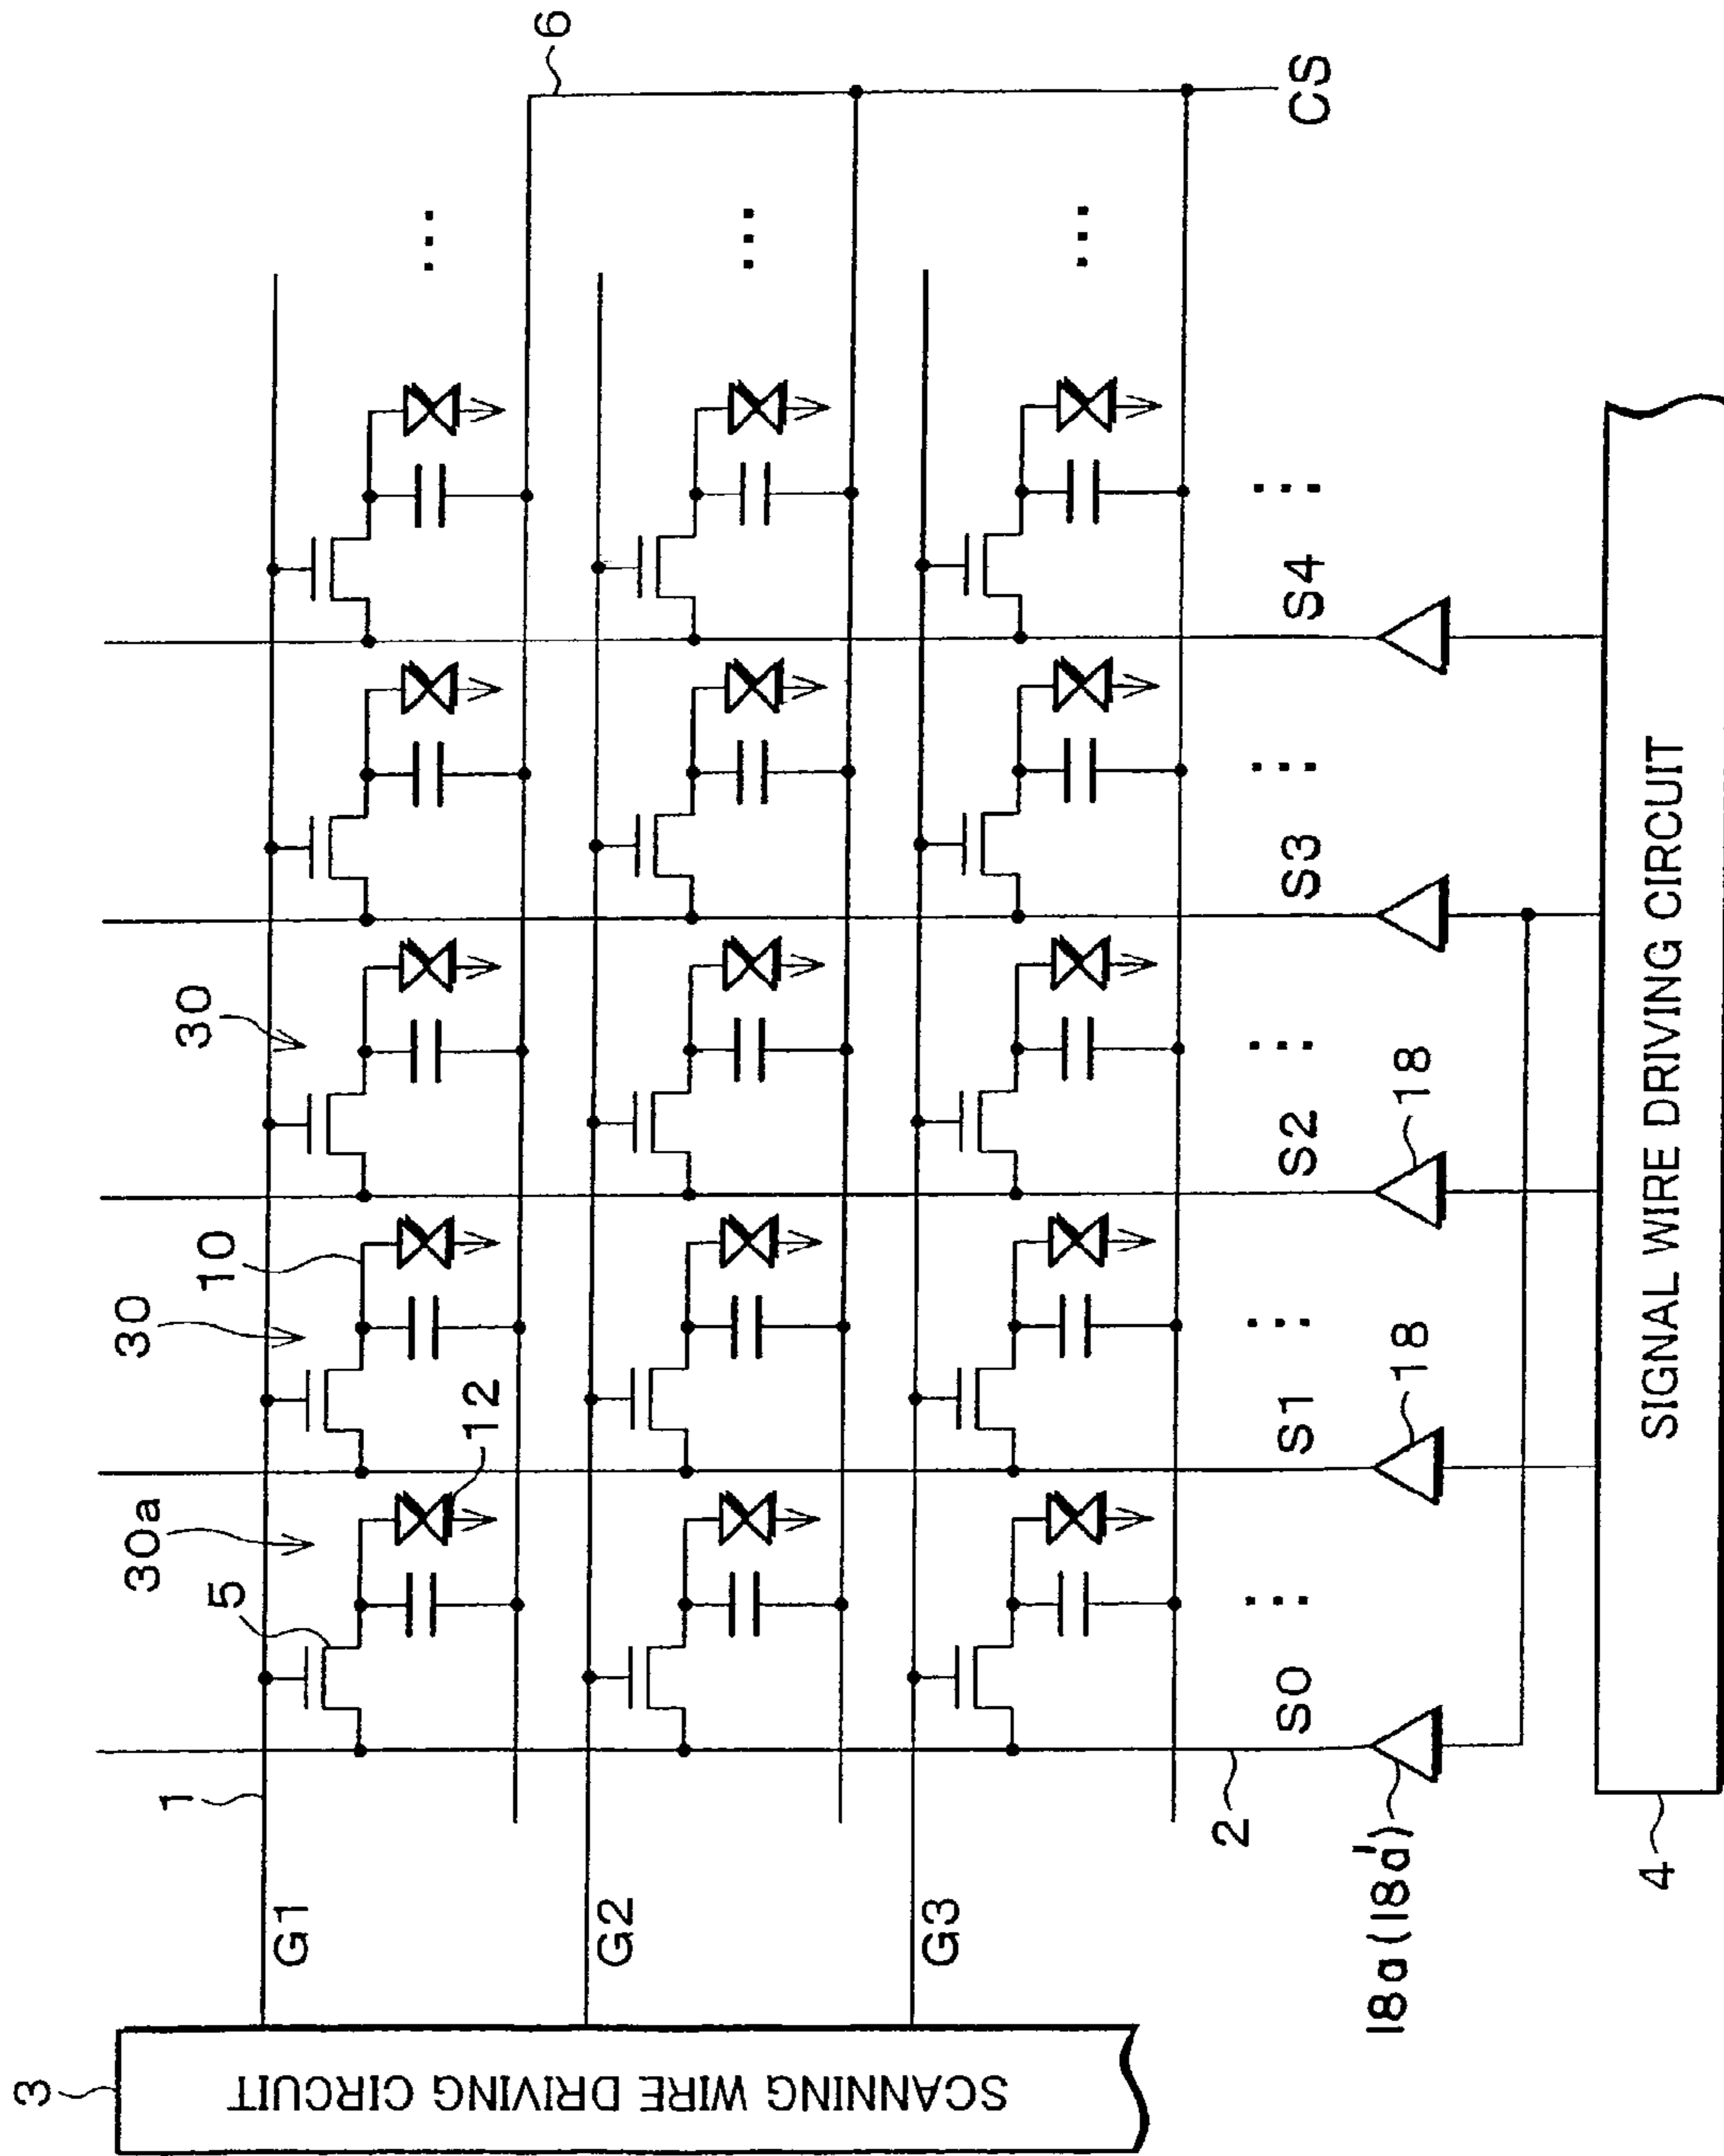 3
SCANNING WIRE DRIVING CIRCUIT
G1
G2
G3
1
5
30a
12
30
10
30
6
CS
...
...
...
2
S0
S1
S2
S3
S4
...
...
...
...
...
18a(18a')
18
18
4
SIGNAL WIRE DRIVING CIRCUIT